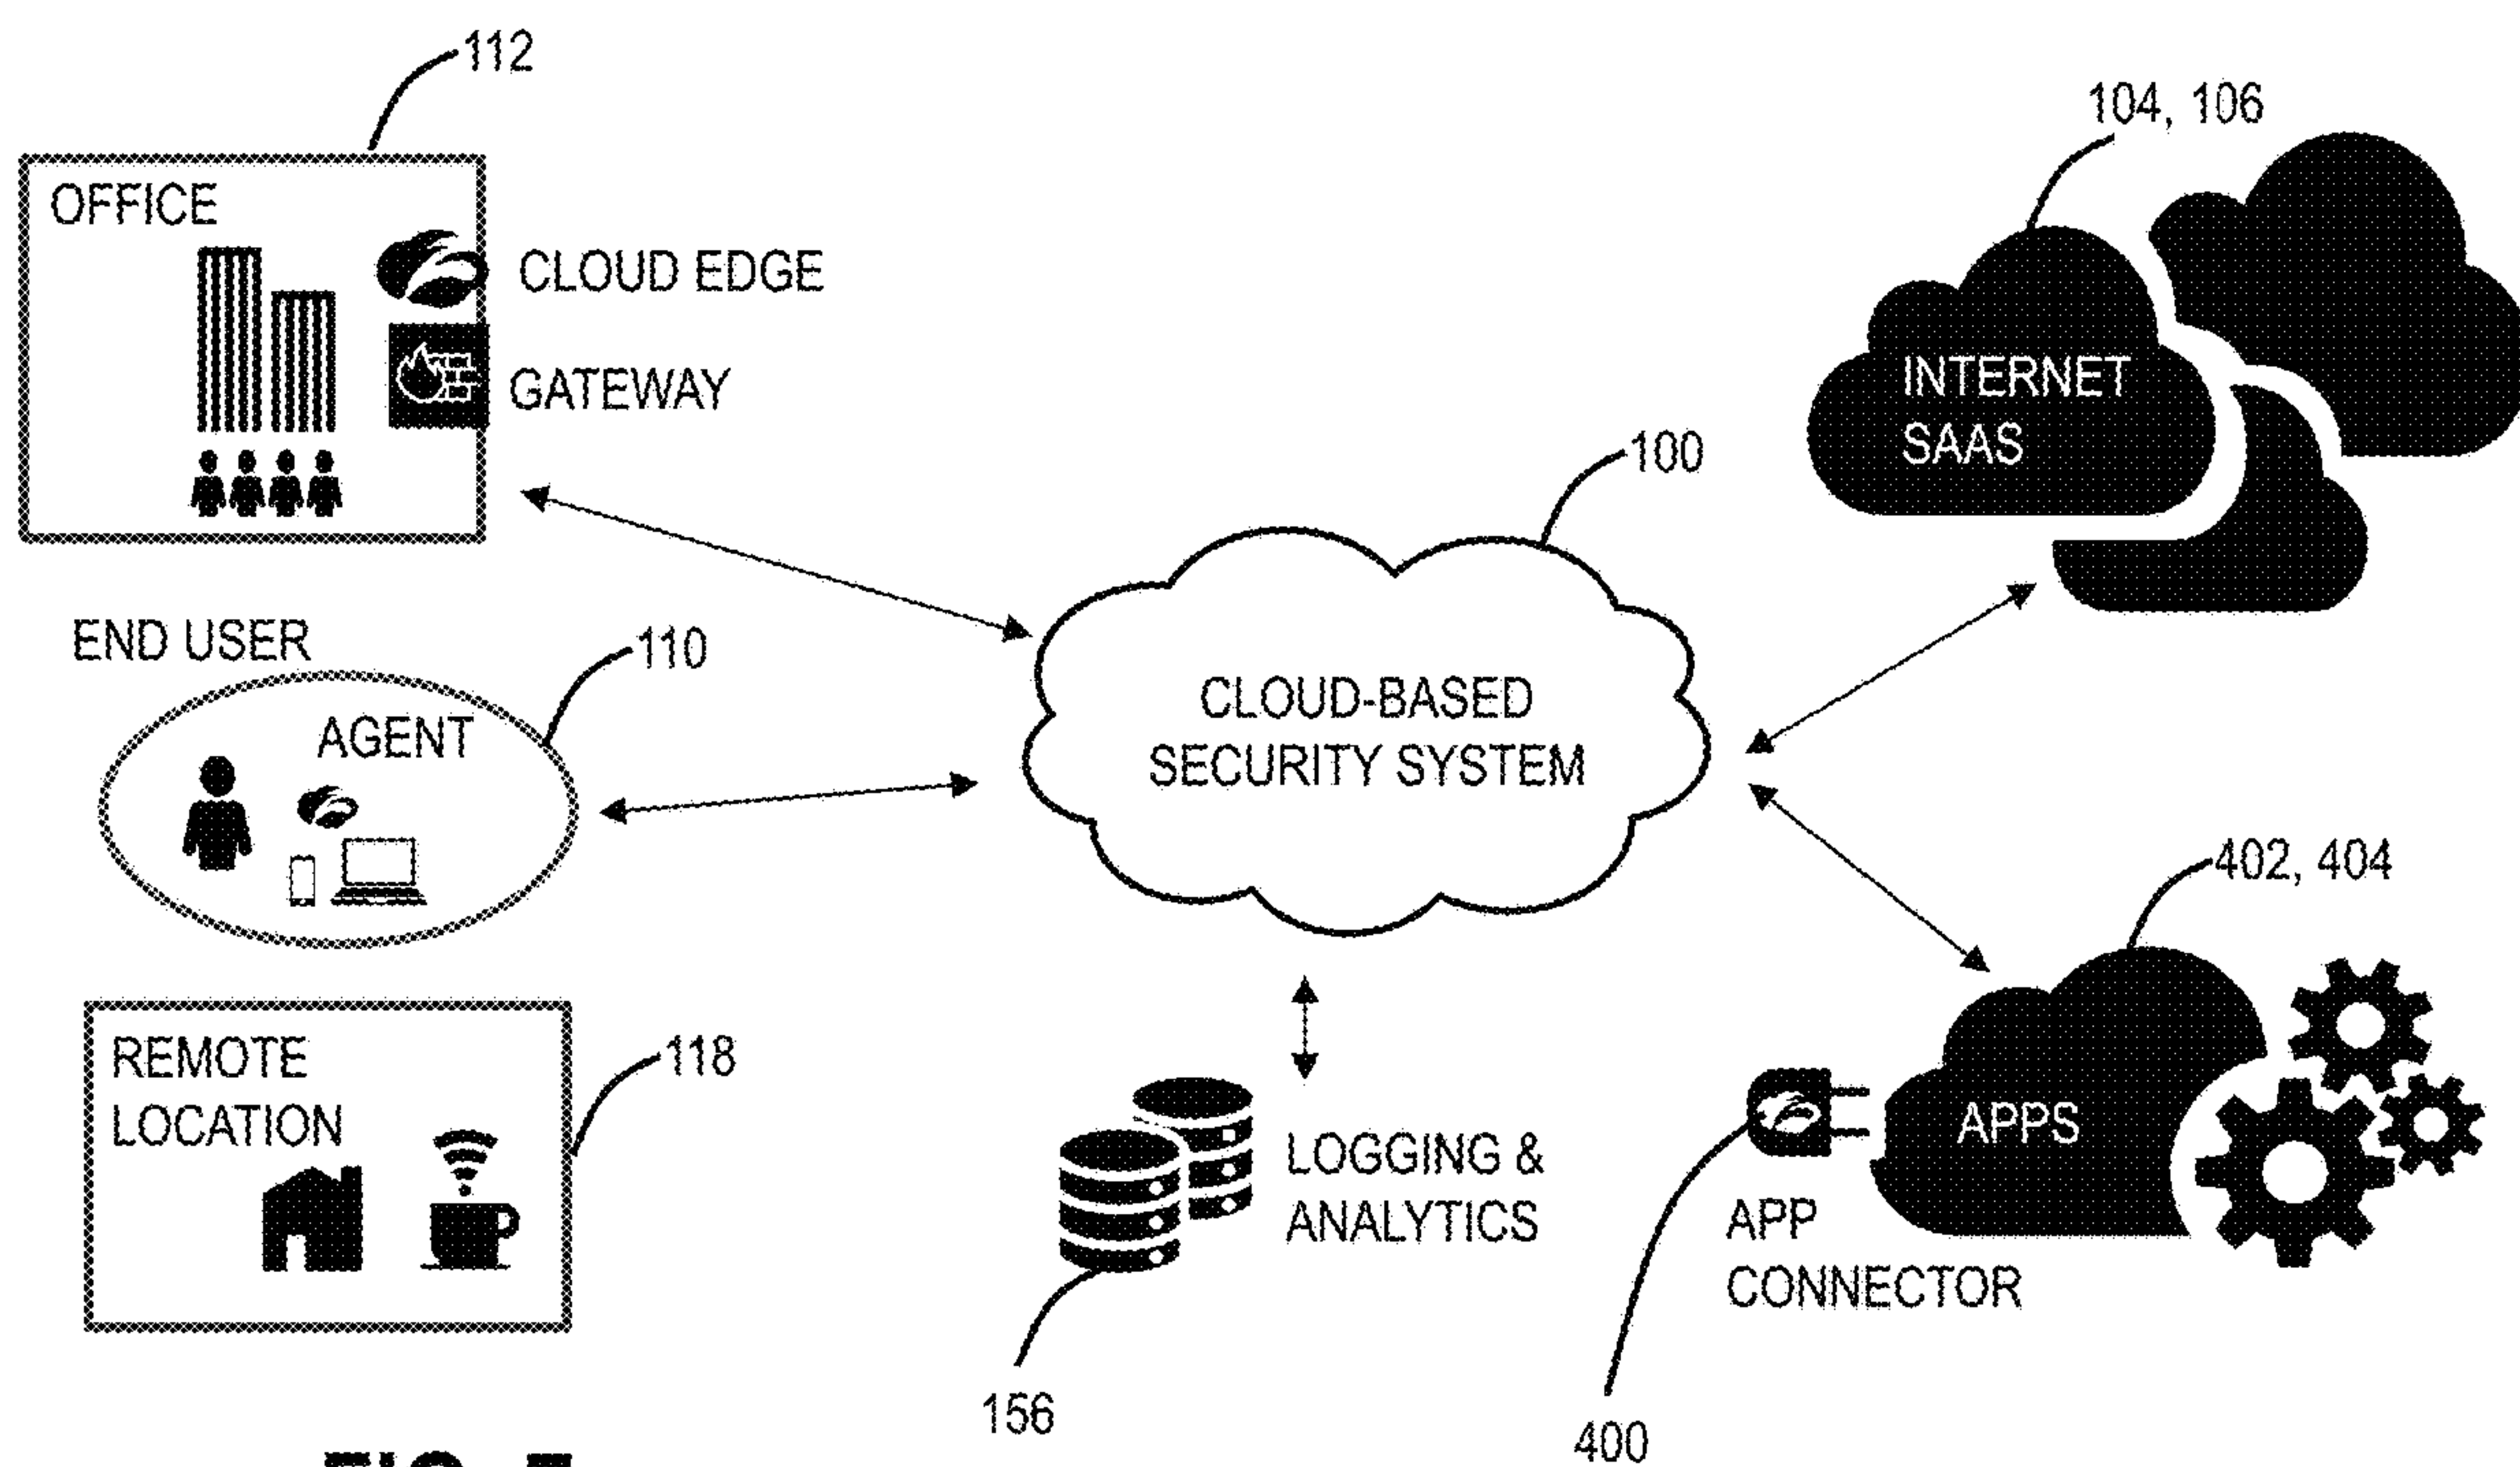 112
OFFICE
CLOUD EDGE
GATEWAY
104, 106
INTERNET
SAAS
100
CLOUD-BASED
SECURITY SYSTEM
END USER
110
AGENT
REMOTE
LOCATION
118
LOGGING &
ANALYTICS
156
402, 404
APPS
APP
CONNECTOR
400